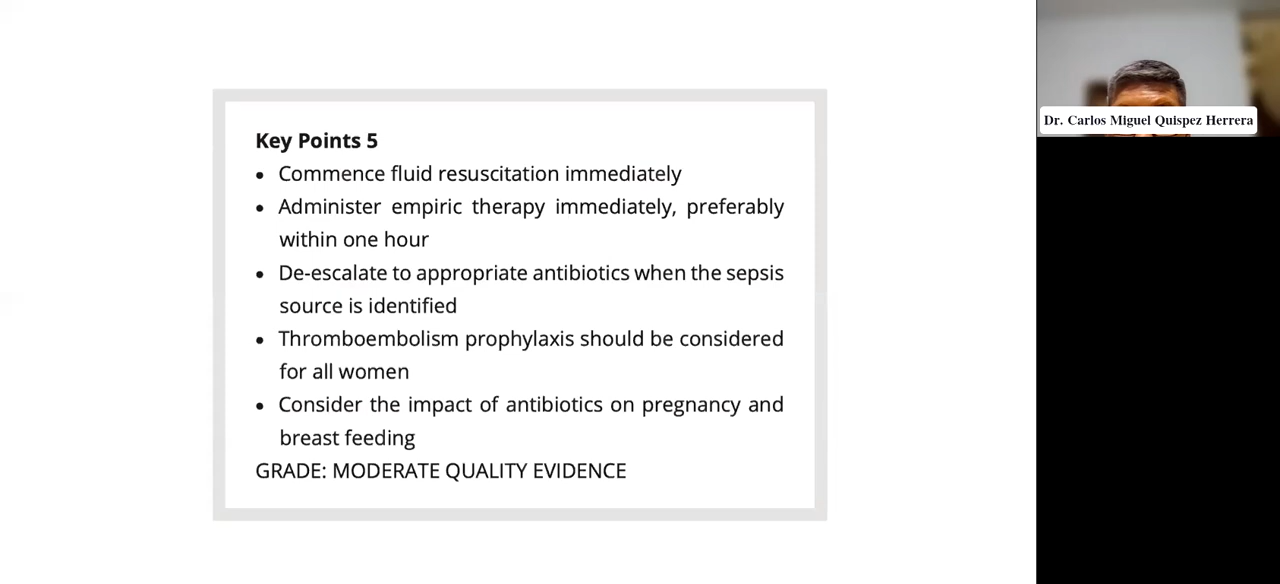 Key Points 5
• Commence fluid resuscitation immediately
• Administer empiric therapy immediately, preferably
within one hour
• De-escalate to appropriate antibiotics when the sepsis
source is identified
• Thromboembolism prophylaxis should be considered
for all women
• Consider the impact of antibiotics on pregnancy and
breast feeding
GRADE: MODERATE QUALITY EVIDENCE
Dr. Carlos Miguel Quispez Herrera